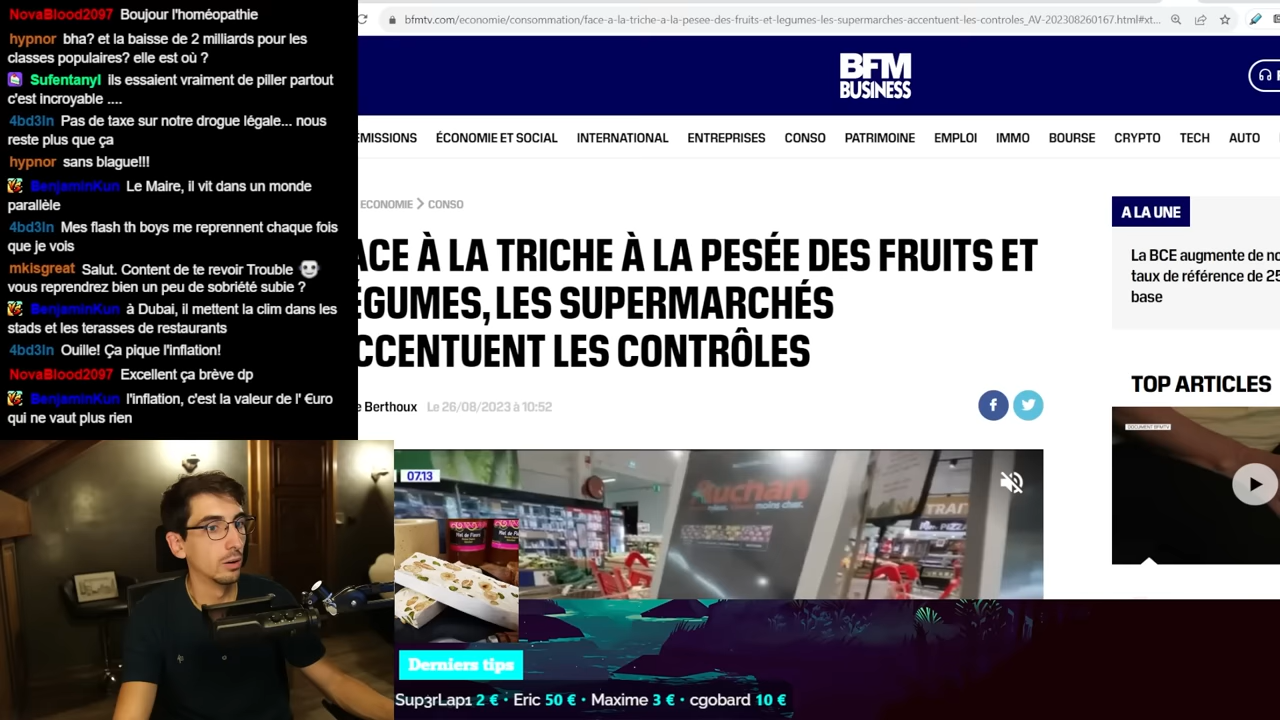 NovaBlood2097 Boujour l'homéopathie
hypnor bha? et la baisse de 2 milliards pour les
classes populaires? elle est où ?
Sufentanyl ils essaient vraiment de piller partout
c'est incroyable ....
4bd3ln Pas de taxe sur notre drogue légale... nous
reste plus que ça
hypnor sans blague!!!
BenjaminKun Le Maire, il vit dans un monde
parallèle
4bd3ln Mes flash th boys me reprennent chaque fois
que je vois
mkisgreat Salut. Content de te revoir Trouble
vous reprendrez bien un peu de sobriété subie ?
BenjaminKun à Dubai, il mettent la clim dans les
stads et les terasses de restaurants
4bd3ln Ouille! Ça pique l'inflation!
NovaBlood2097 Excellent ça brève dp
BenjaminKun l'inflation, c'est la valeur de l' €uro
qui ne vaut plus rien
bfmtv.com/economie/consommation/face-a-la-triche-a-la-pesee-des-fruits-et-legumes-les-supermarches-accentuent-les-controles_AV-202308260167.html#xt...
BFM
BUSINESS
EMISSIONS ÉCONOMIE ET SOCIAL INTERNATIONAL ENTREPRISES CONSO PATRIMOINE EMPLOI IMMO BOURSE CRYPTO TECH AUTO
ECONOMIE > CONSO
ACE À LA TRICHE À LA PESÉE DES FRUITS ET
ÉGUMES, LES SUPERMARCHÉS
CCENTUENT LES CONTRÔLES
e Berthoux Le 26/08/2023 à 10:52
A LA UNE
La BCE augmente de no
taux de référence de 25
base
TOP ARTICLES
DOCUMENT BFMTV
07.13
Auchan
moins cher.
Derniers tips
Sup3rLap1 2 € • Eric 50 € • Maxime 3 € • cgobard 10 €